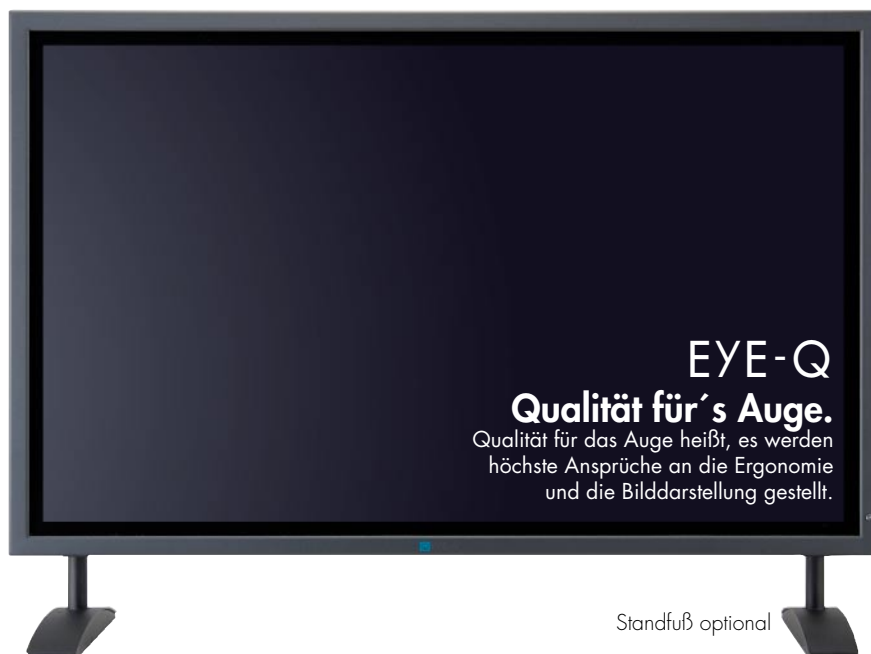 EYE-Q
Qualität für´s Auge.
Qualität für das Auge heißt, es werden
höchste Ansprüche an die Ergonomie
und die Bilddarstellung gestellt.
Standfuß optional